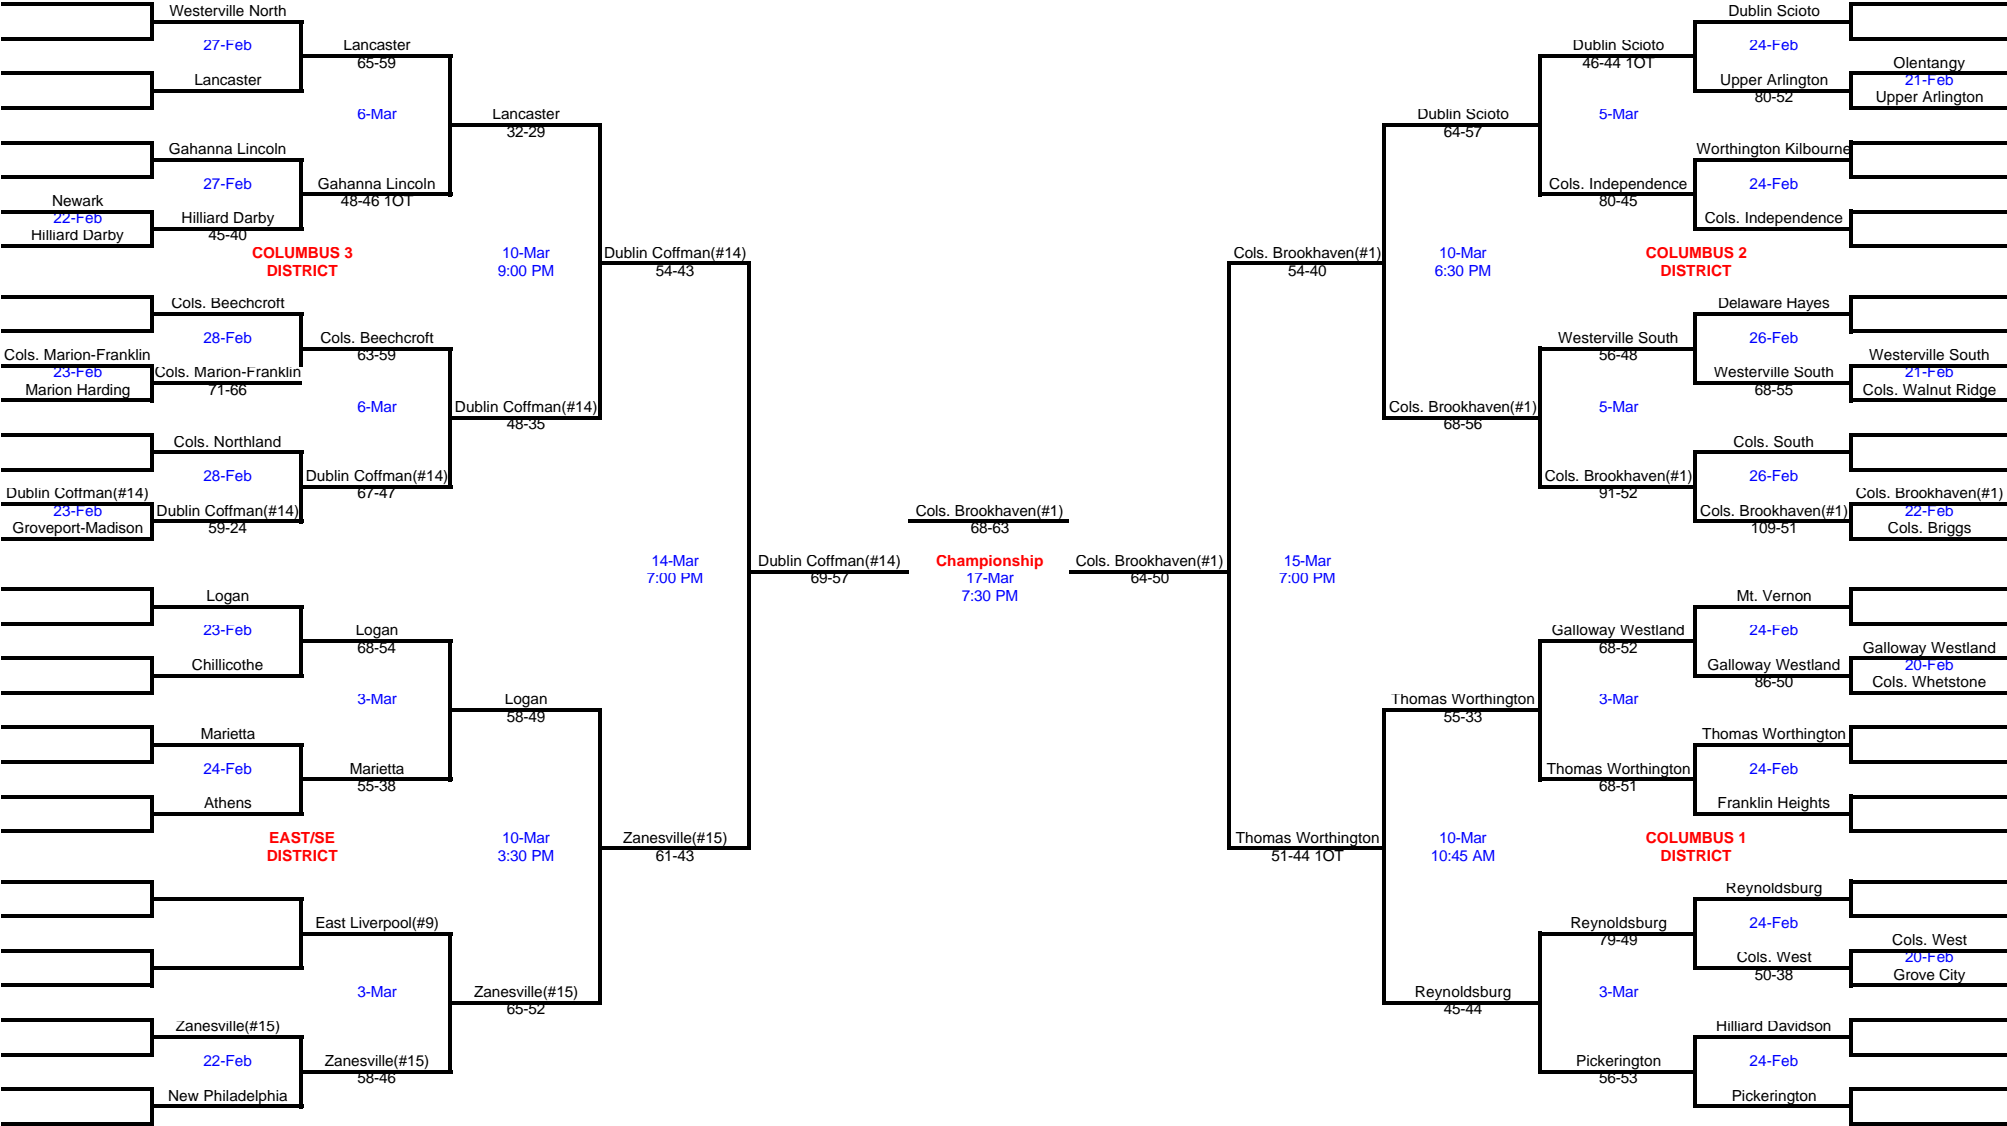 Westerville North
27-Feb
Lancaster
65-59
Lancaster
6-Mar
Lancaster
32-29
Gahanna Lincoln
27-Feb
Gahanna Lincoln
48-46 1OT
Newark
22-Feb
Hilliard Darby
Hilliard Darby
45-40
COLUMBUS 3
DISTRICT
10-Mar
9:00 PM
Dublin Coffman(#14)
54-43
Cols. Beechcroft
28-Feb
Cols. Beechcroft
63-59
Cols. Marion-Franklin
23-Feb
Marion Harding
Cols. Marion-Franklin
71-66
6-Mar
Dublin Coffman(#14)
48-35
Cols. Northland
28-Feb
Dublin Coffman(#14)
67-47
Dublin Coffman(#14)
23-Feb
Groveport-Madison
Dublin Coffman(#14)
59-24
14-Mar
7:00 PM
Dublin Coffman(#14)
69-57
Logan
23-Feb
Logan
68-54
Chillicothe
3-Mar
Logan
58-49
Marietta
24-Feb
Marietta
55-38
Athens
EAST/SE
DISTRICT
10-Mar
3:30 PM
Zanesville(#15)
61-43
East Liverpool(#9)
3-Mar
Zanesville(#15)
65-52
Zanesville(#15)
22-Feb
Zanesville(#15)
58-46
New Philadelphia
Cols. Brookhaven(#1)
68-63
Championship
17-Mar
7:30 PM
Dublin Scioto
24-Feb
Dublin Scioto
46-44 1OT
Olentangy
21-Feb
Upper Arlington
Upper Arlington
80-52
Dublin Scioto
64-57
5-Mar
Worthington Kilbourne
24-Feb
Cols. Independence
80-45
Cols. Independence
Cols. Brookhaven(#1)
54-40
10-Mar
6:30 PM
COLUMBUS 2
DISTRICT
Delaware Hayes
26-Feb
Westerville South
56-48
Westerville South
21-Feb
Cols. Walnut Ridge
Westerville South
68-55
Cols. Brookhaven(#1)
68-56
5-Mar
Cols. South
26-Feb
Cols. Brookhaven(#1)
91-52
Cols. Brookhaven(#1)
22-Feb
Cols. Briggs
Cols. Brookhaven(#1)
109-51
Cols. Brookhaven(#1)
64-50
15-Mar
7:00 PM
Mt. Vernon
24-Feb
Galloway Westland
68-52
Galloway Westland
20-Feb
Cols. Whetstone
Galloway Westland
86-50
Thomas Worthington
55-33
3-Mar
Thomas Worthington
24-Feb
Thomas Worthington
68-51
Franklin Heights
Thomas Worthington
51-44 1OT
10-Mar
10:45 AM
COLUMBUS 1
DISTRICT
Reynoldsburg
24-Feb
Reynoldsburg
79-49
Cols. West
20-Feb
Grove City
Cols. West
50-38
Reynoldsburg
45-44
3-Mar
Hilliard Davidson
24-Feb
Pickerington
56-53
Pickerington